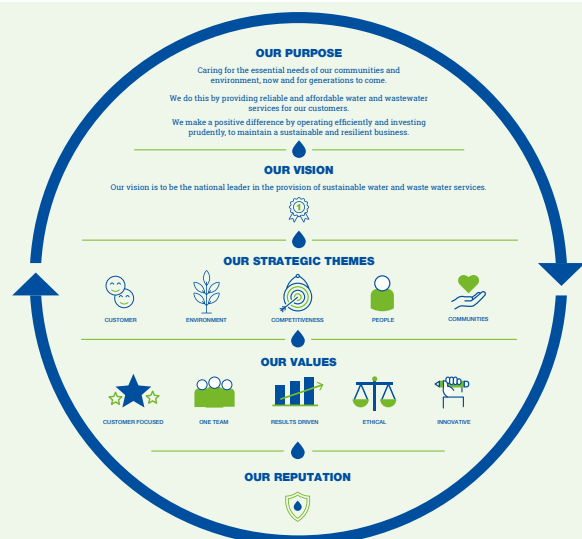 OUR PURPOSE
Caring for the essential needs of our communities and
environment, now and for generations to come.
We do this by providing reliable and affordable water and wastewater
services for our customers.
We make a positive difference by operating efficiently and investing
prudently, to maintain a sustainable and resilient business.
OUR VISION
Our vision is to be the national leader in the provision of sustainable water and waste water services.
1
OUR STRATEGIC THEMES
CUSTOMER
ENVIRONMENT
COMPETITIVENESS
PEOPLE
COMMUNITIES
OUR VALUES
CUSTOMER FOCUSED
ONE TEAM
RESULTS DRIVEN
ETHICAL
INNOVATIVE
OUR REPUTATION